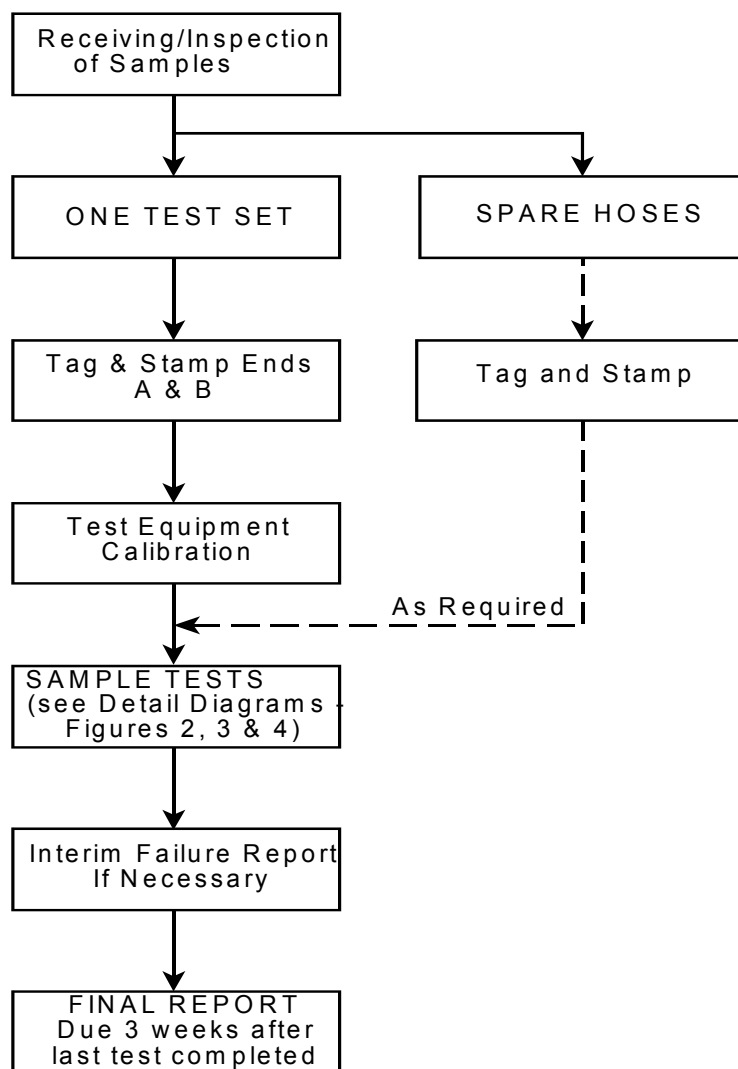 Receiving/Inspection
of Samples
ONE TEST SET
SPARE HOSES
Tag & Stamp Ends
A & B
Tag and Stamp
Test Equipment
Calibration
As Required
SAMPLE TESTS
(see Detail Diagrams -
Figures 2, 3 & 4)
Interim Failure Report
If Necessary
FINAL REPORT
Due 3 weeks after
last test completed